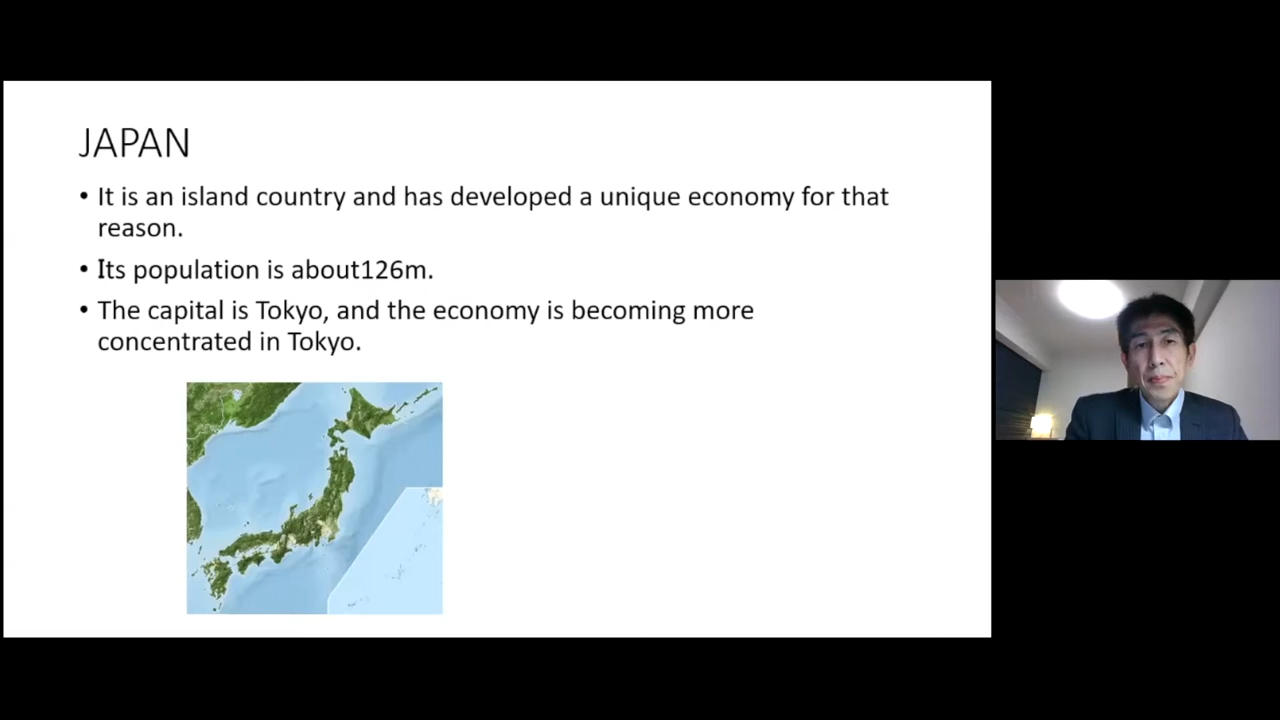 JAPAN
• It is an island country and has developed a unique economy for that
reason.
• Its population is about126m.
• The capital is Tokyo, and the economy is becoming more
concentrated in Tokyo.